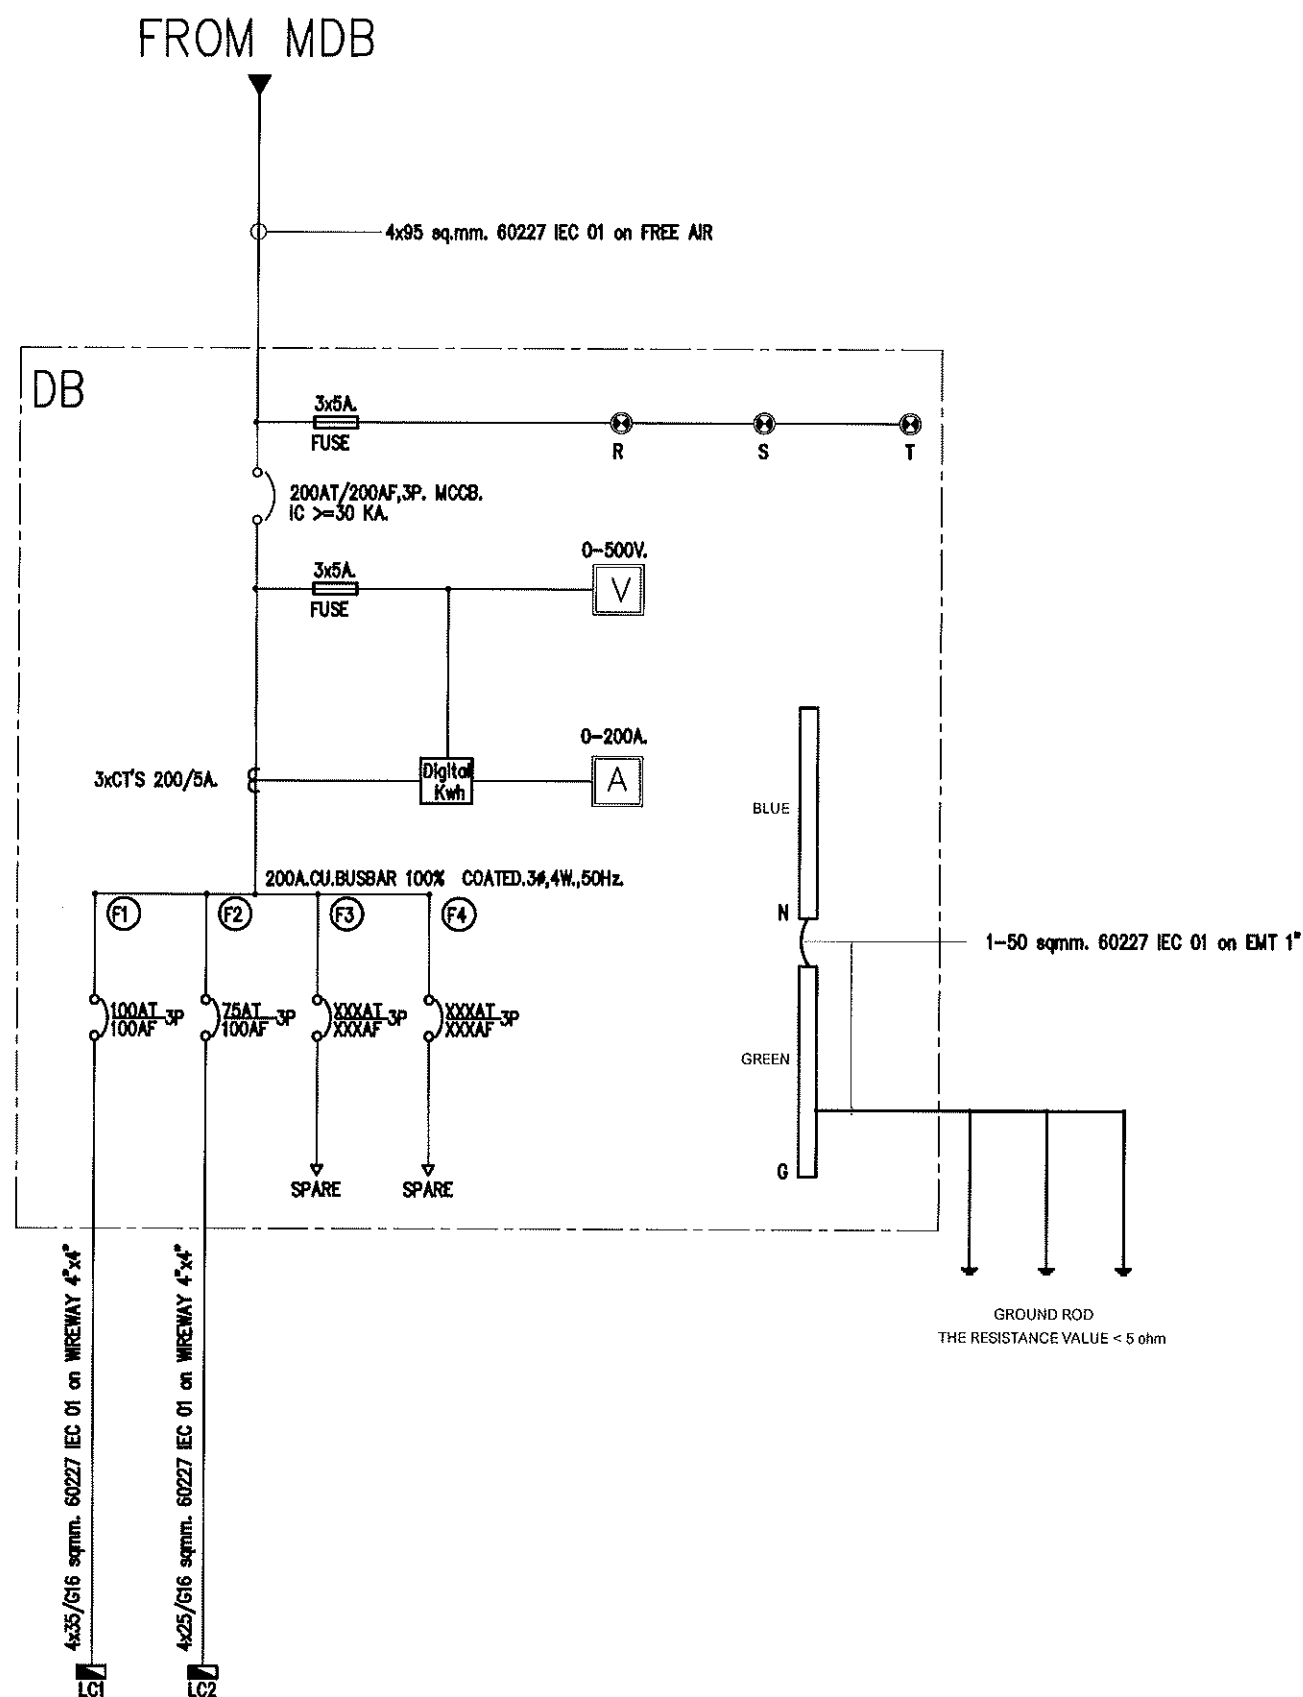 FROM MDB
4x95 sq.mm. 60227 IEC 01 on FREE AIR
DB
3x5A.
FUSE
R
S
T
200AT/200AF,3P. MCCB.
IC >=30 KA.
0-500V.
3x5A.
FUSE
V
0-200A.
3xCT'S 200/5A.
Digital
Kwh
A
BLUE
200A.CU.BUSBAR 100% COATED.3ø,4W.,50Hz.
F1
F2
F3
F4
N
1-50 sqmm. 60227 IEC 01 on EMT 1"
100AT
100AF
3P
75AT
100AF
3P
XXXAT
XXXAF
3P
XXXAT
XXXAF
3P
GREEN
G
SPARE
SPARE
4x35/G16 sqmm. 60227 IEC 01 on WIREWAY 4"x4"
4x25/G16 sqmm. 60227 IEC 01 on WIREWAY 4"x4"
GROUND ROD
THE RESISTANCE VALUE < 5 ohm
LC1
LC2